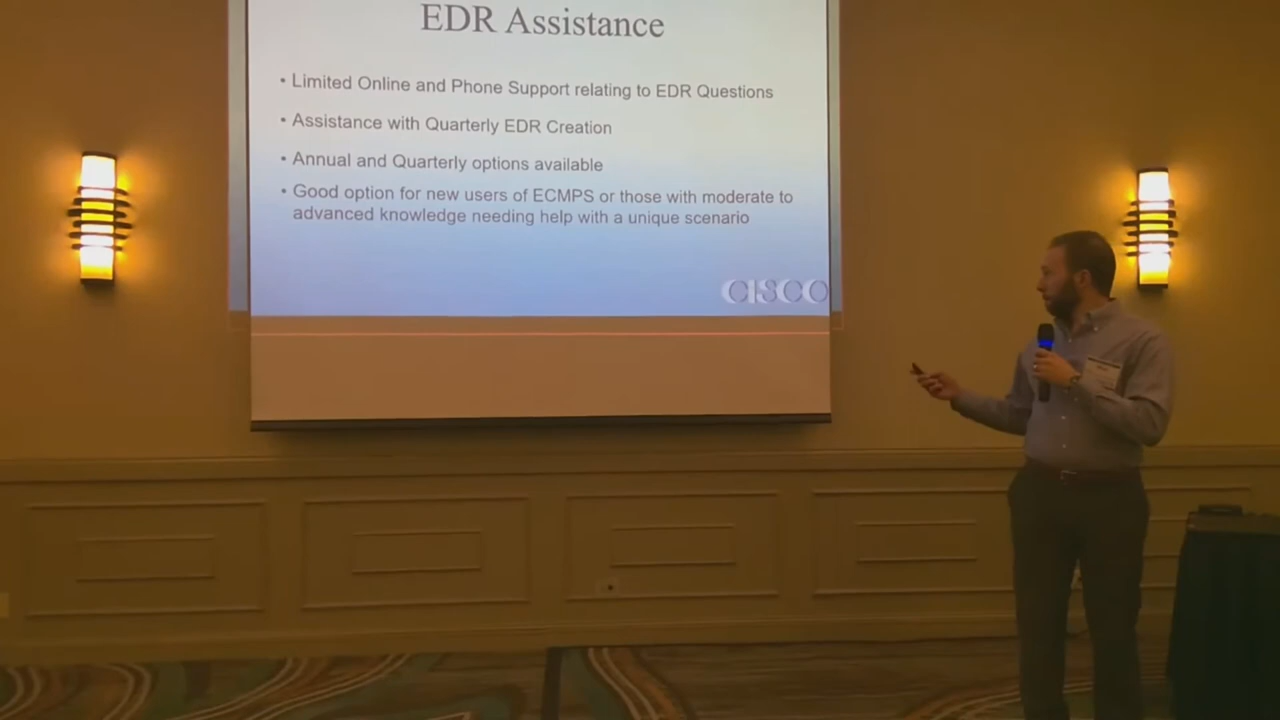 EDR Assistance
• Limited Online and Phone Support relating to EDR Questions
• Assistance with Quarterly EDR Creation
• Annual and Quarterly options available
• Good option for new users of ECMPS or those with moderate to
advanced knowledge needing help with a unique scenario
CISCO